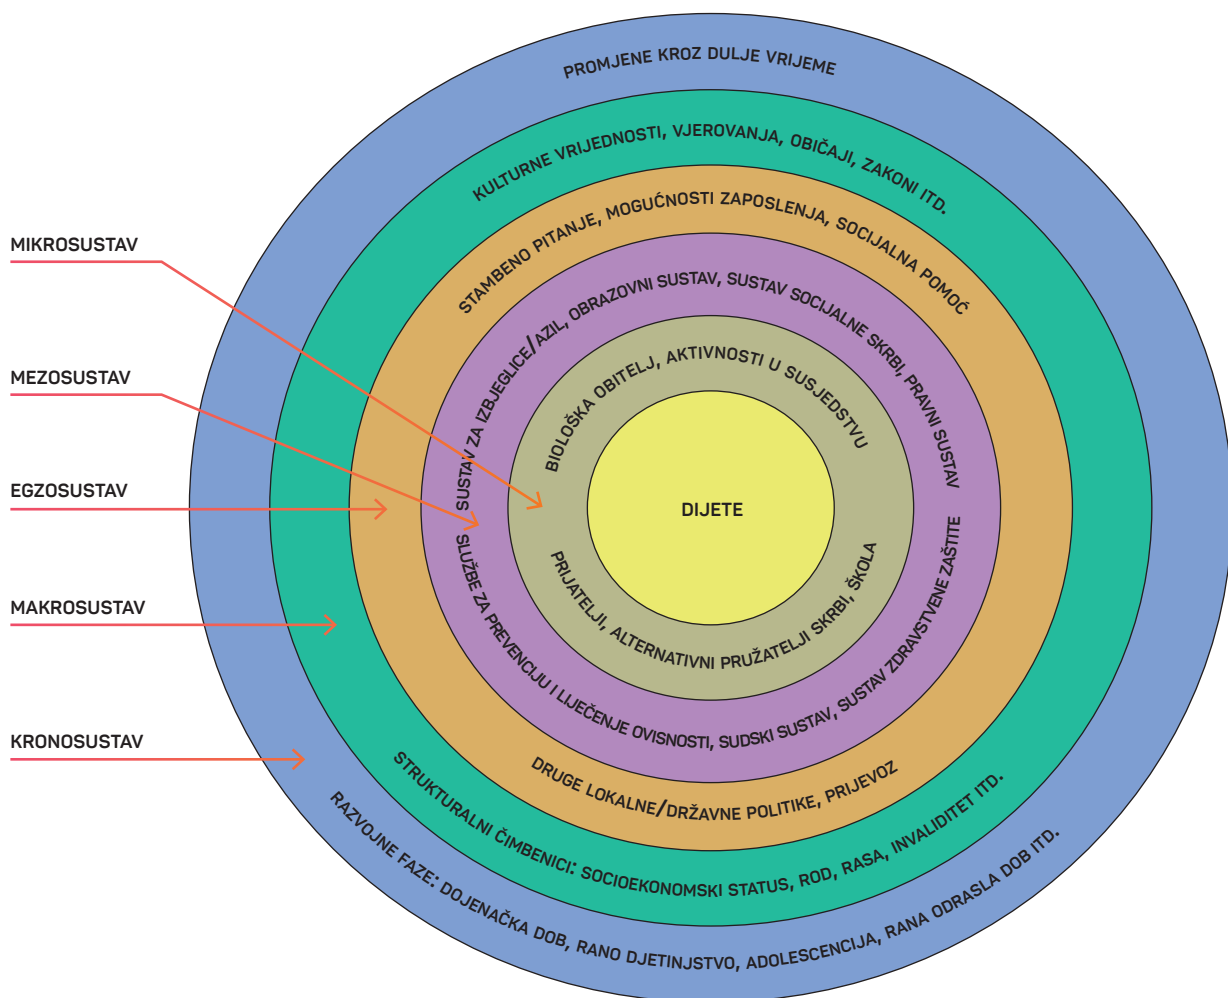 PROMJENE KROZ DULJE VRIJEME
KULTURNE VRIJEDNOSTI, VJEROVANJA, OBIČAJI, ZAKONI ITD.
STAMBENO PITANJE, MOGUĆNOSTI ZAPOSLENJA, SOCIJALNA POMOĆ
SUSTAV ZA IZBJEGLICE/AZIL, OBRAZOVNI SUSTAV, SUSTAV SOCIJALNE SKRBI, PRAVNI SUSTAV
BIOLOŠKA OBITELJ, AKTIVNOSTI U SUSJEDSTVU
DIJETE
PRIJATELJI, ALTERNATIVNI PRUŽATELJI SKRBI, ŠKOLA
SLUŽBE ZA PREVENCIJU I LIJEČENJE OVISNOSTI, SUDSKI SUSTAV, SUSTAV ZDRAVSTVENE ZAŠTITE
DRUGE LOKALNE/DRŽAVNE POLITIKE, PRIJEVOZ
STRUKTURALNI ČIMBENICI: SOCIOEKONOMSKI STATUS, ROD, RASA, INVALIDITET ITD.
RAZVOJNE FAZE: DOJENAČKA DOB, RANO DJETINJSTVO, ADOLESCENCIJA, RANA ODRASLA DOB ITD.
MIKROSUSTAV
MEZOSUSTAV
EGZOSUSTAV
MAKROSUSTAV
KRONOSUSTAV